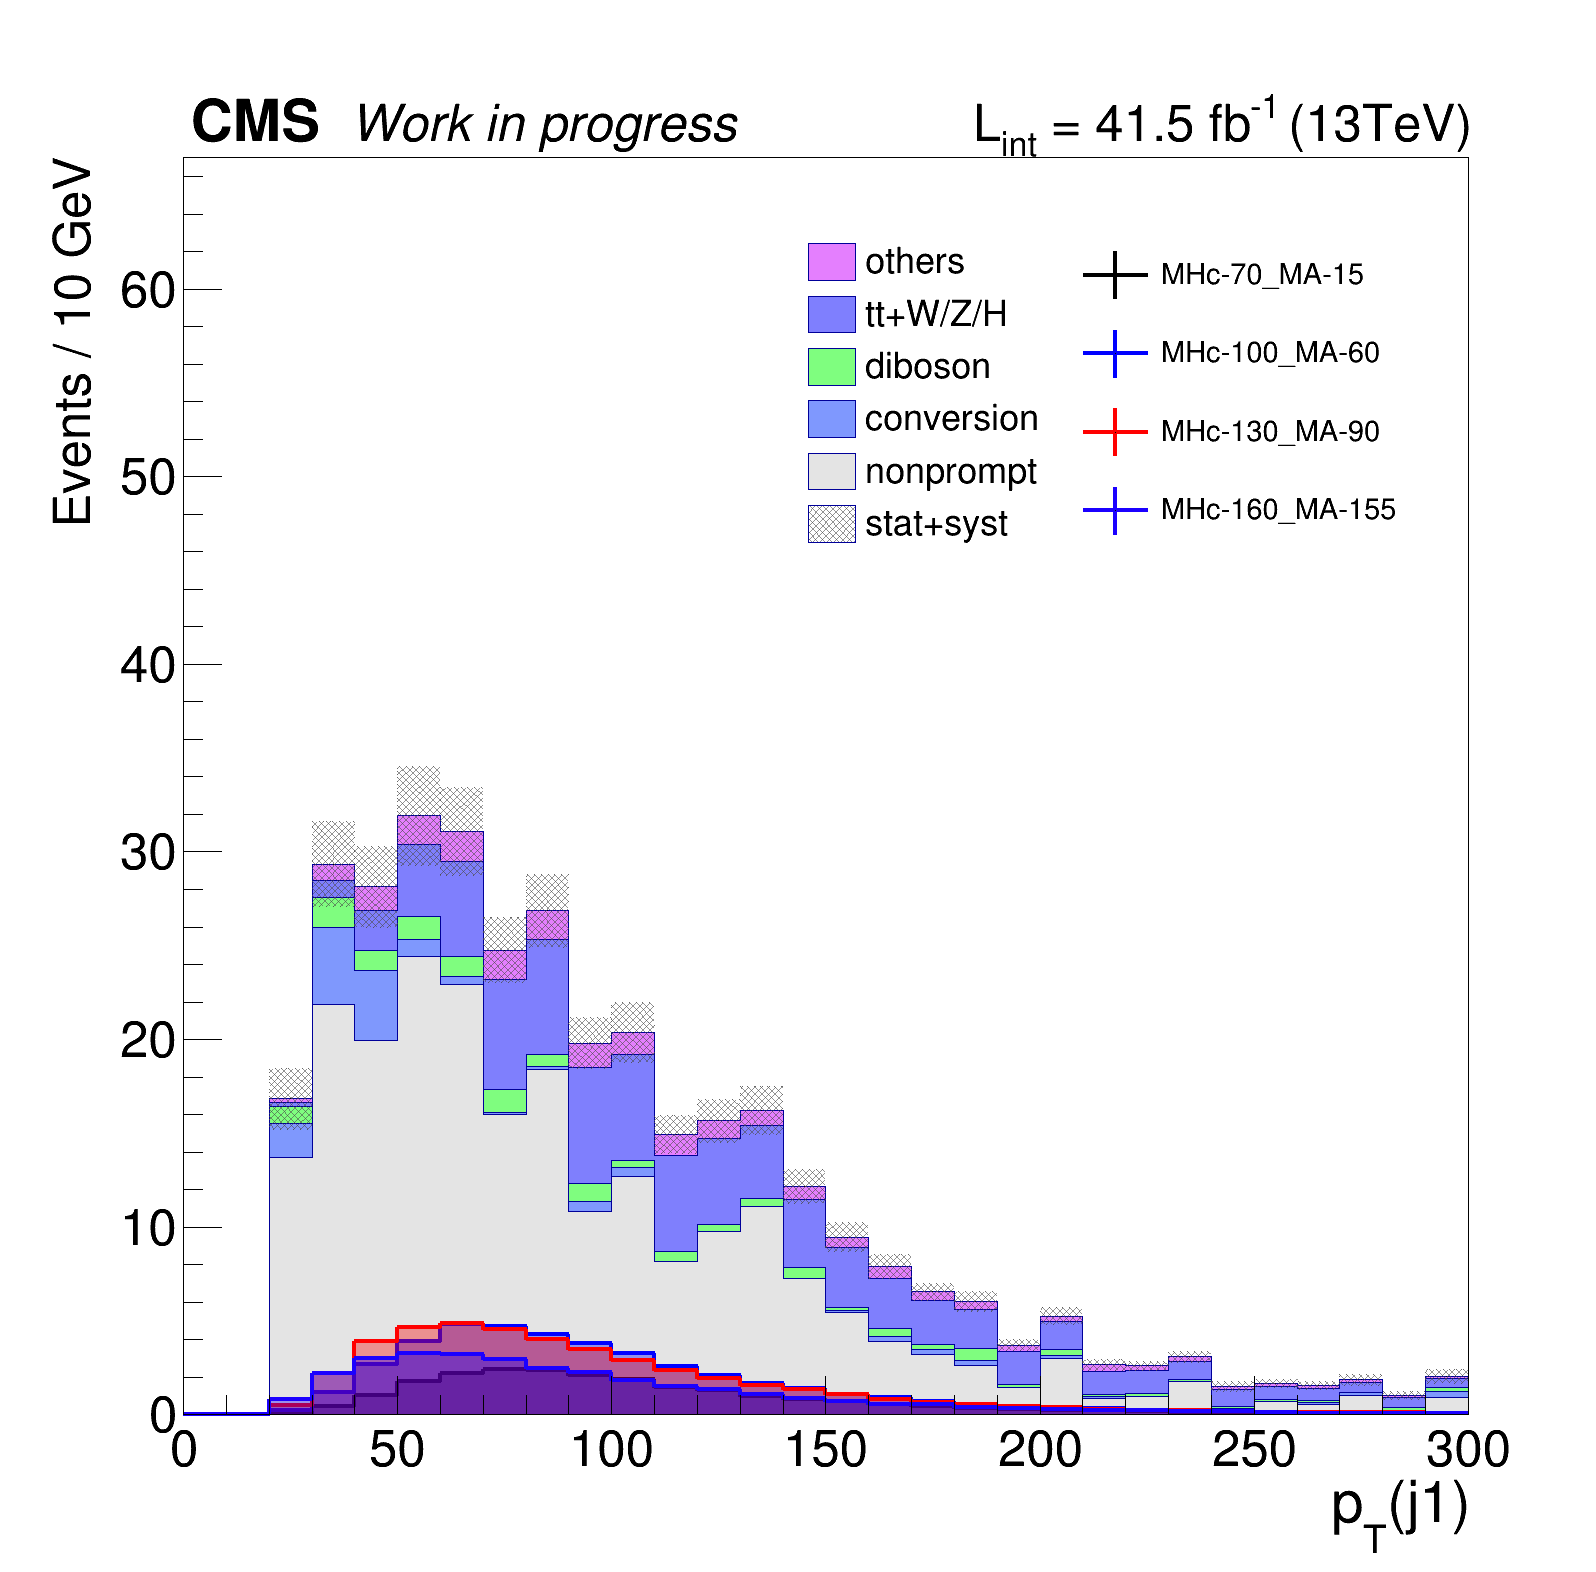 CMS Work in progress
L_int = 41.5 fb^-1 (13TeV)
Events / 10 GeV
60
50
40
30
20
10
0
others
tt+W/Z/H
diboson
conversion
nonprompt
stat+syst
MHc-70_MA-15
MHc-100_MA-60
MHc-130_MA-90
MHc-160_MA-155
0 50 100 150 200 250 300
p_T(j1)